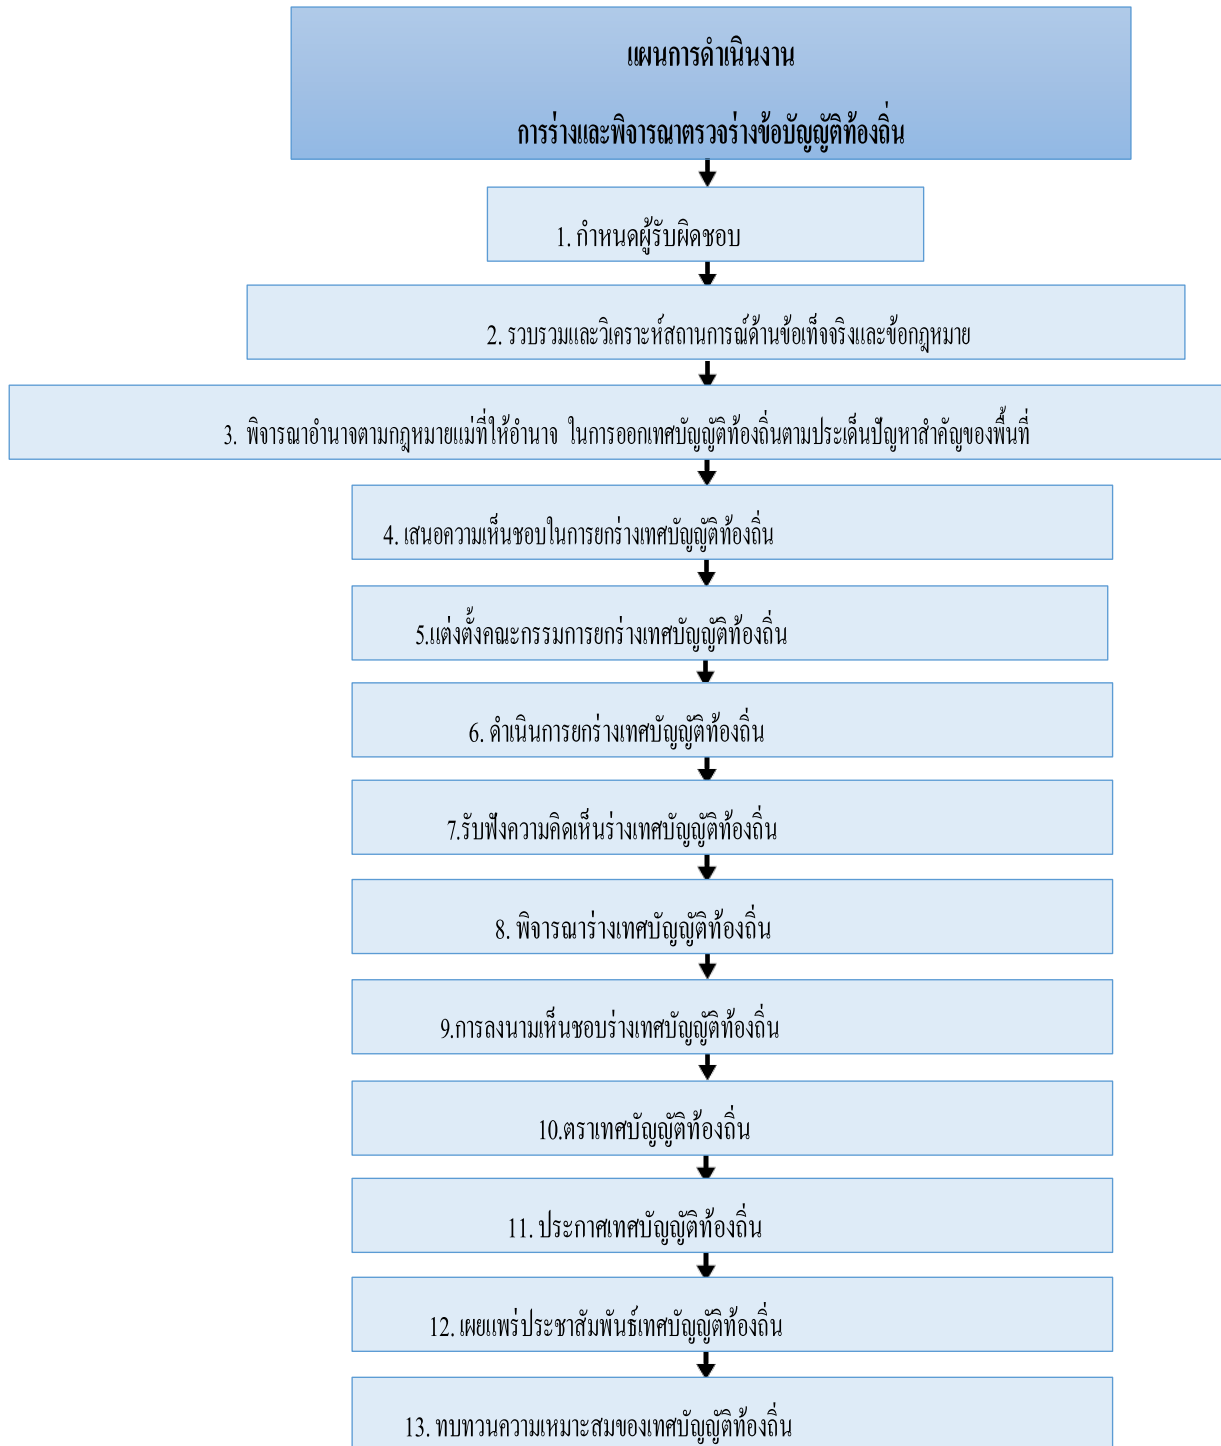 แผนการดำเนินงาน
การร่างและพิจารณาตรวจร่างข้อบัญญัติท้องถิ่น
1. กำหนดผู้รับผิดชอบ
2. รวบรวมและวิเคราะห์สถานการณ์ด้านข้อเท็จจริงและข้อกฎหมาย
3. พิจารณาอำนาจตามกฎหมายแม่ที่ให้อำนาจ ในการออกเทศบัญญัติท้องถิ่นตามประเด็นปัญหาสำคัญของพื้นที่
4. เสนอความเห็นชอบในการยกร่างเทศบัญญัติท้องถิ่น
5.แต่งตั้งคณะกรรมการยกร่างเทศบัญญัติท้องถิ่น
6. ดำเนินการยกร่างเทศบัญญัติท้องถิ่น
7.รับฟังความคิดเห็นร่างเทศบัญญัติท้องถิ่น
8. พิจารณาร่างเทศบัญญัติท้องถิ่น
9.การลงนามเห็นชอบร่างเทศบัญญัติท้องถิ่น
10.ตราเทศบัญญัติท้องถิ่น
11. ประกาศเทศบัญญัติท้องถิ่น
12. เผยแพร่ประชาสัมพันธ์เทศบัญญัติท้องถิ่น
13. ทบทวนความเหมาะสมของเทศบัญญัติท้องถิ่น